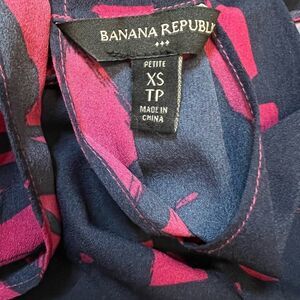 BANANA REPUBLIC
PETITE
XS
TP
MADE IN
CHINA